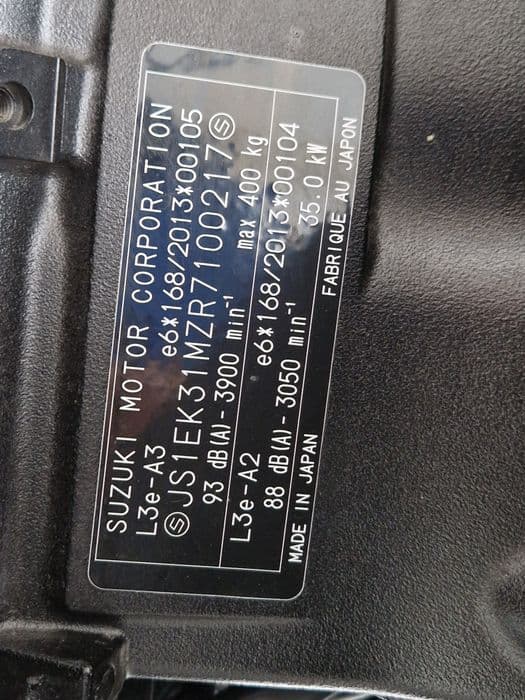 SUZUKI MOTOR CORPORATION
L3e-A3 e6*168/2013*00105
JS1EK31MZR7100217
93 dB(A)-3900 min⁻¹ max 400 kg
L3e-A2 e6*168/2013*00104
88 dB(A)-3050 min⁻¹ 35.0 kW
MADE IN JAPAN FABRIQUE AU JAPON